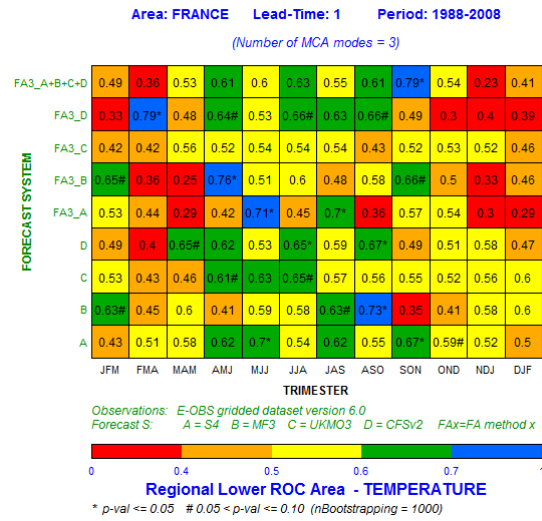 Area: FRANCE Lead-Time: 1 Period: 1988-2008
(Number of MCA modes = 3)
FORECAST SYSTEM
FA3_A+B+C+D 0.49 0.36 0.53 0.61 0.6 0.63 0.55 0.61 0.79* 0.54 0.23 0.41
FA3_D 0.33 0.79* 0.48 0.64# 0.53 0.66# 0.63 0.66# 0.49 0.3 0.4 0.39
FA3_C 0.42 0.42 0.56 0.52 0.54 0.54 0.54 0.43 0.52 0.53 0.52 0.46
FA3_B 0.65# 0.36 0.25 0.76* 0.51 0.6 0.48 0.58 0.66# 0.5 0.33 0.46
FA3_A 0.53 0.44 0.29 0.42 0.71* 0.45 0.7* 0.36 0.57 0.54 0.3 0.29
D 0.49 0.4 0.65# 0.62 0.53 0.65* 0.59 0.67* 0.49 0.51 0.58 0.47
C 0.53 0.43 0.46 0.61# 0.63 0.65# 0.57 0.56 0.55 0.52 0.56 0.6
B 0.63# 0.45 0.6 0.41 0.59 0.58 0.63# 0.73* 0.35 0.41 0.58 0.6
A 0.43 0.51 0.58 0.62 0.7* 0.54 0.62 0.55 0.67* 0.59# 0.52 0.5
JFM FMA MAM AMJ MJJ JJA JAS ASO SON OND NDJ DJF
TRIMESTER
Observations: E-OBS gridded dataset version 6.0
Forecast S: A = S4 B = MF3 C = UKMO3 D = CFSv2 FAx=FA method x
0 0.4 0.5 0.6 0.7 1
Regional Lower ROC Area - TEMPERATURE
* p-val <= 0.05 # 0.05 < p-val <= 0.10 (nBootstrapping = 1000)